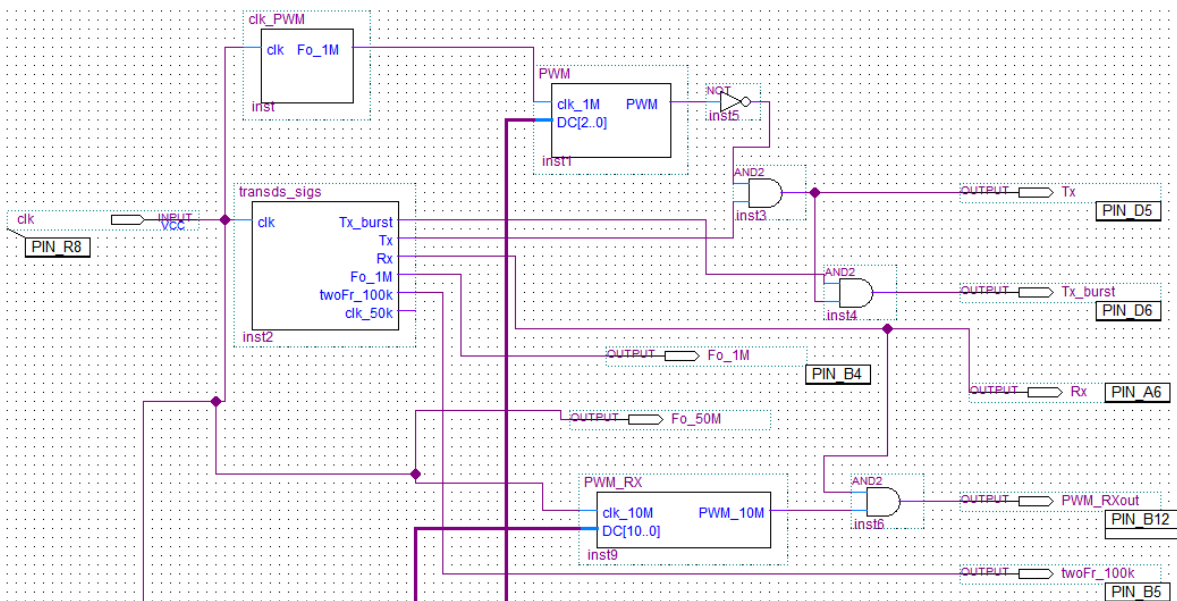 clk_PWM
clk Fo_1M
inst
PWM
clk_1M PWM
DC[2..0]
inst1
NOT
inst5
AND2
inst3
OUTPUT Tx
PIN_D5
clk INPUT
VCC
PIN_R8
transds_sigs
clk Tx_burst
Tx
Rx
Fo_1M
twoFr_100k
clk_50k
inst2
AND2
inst4
OUTPUT Tx_burst
PIN_D6
OUTPUT Fo_1M
PIN_B4
OUTPUT Rx PIN_A6
OUTPUT Fo_50M
PWM_RX
clk_10M PWM_10M
DC[10..0]
inst9
AND2
inst6
OUTPUT PWM_RXout
PIN_B12
OUTPUT twoFr_100k
PIN_B5